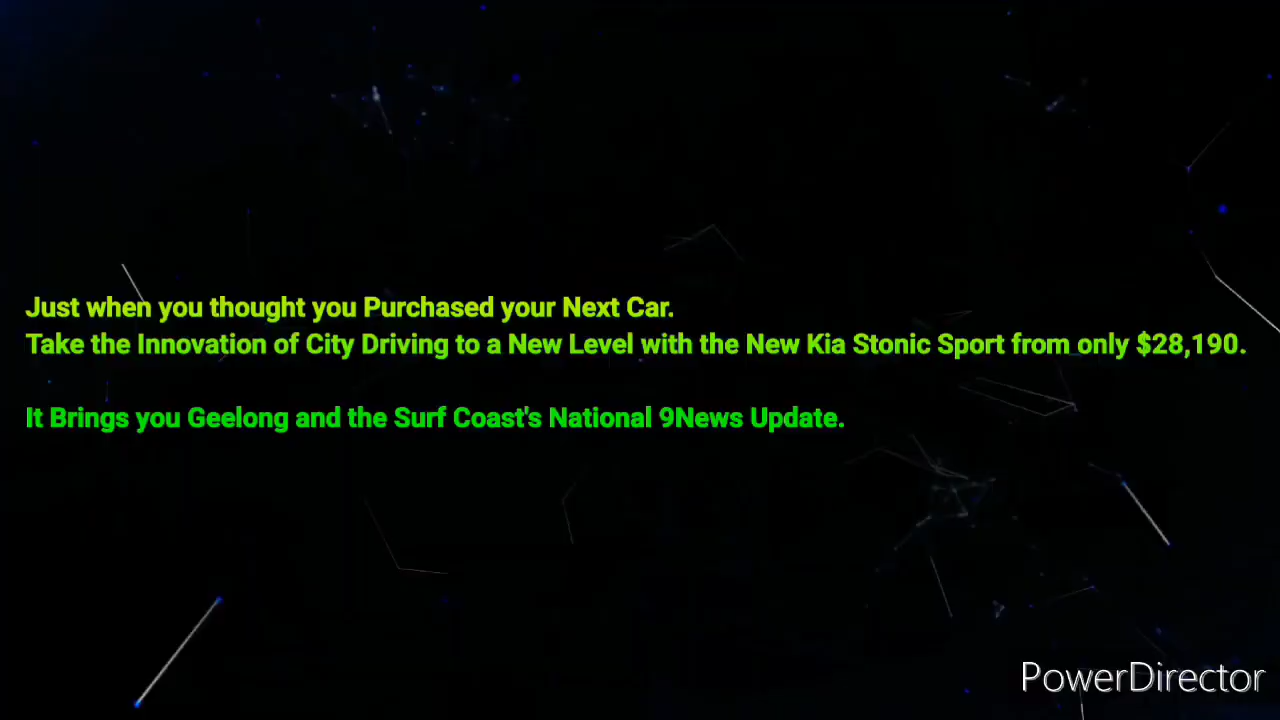 Just when you thought you Purchased your Next Car.
Take the Innovation of City Driving to a New Level with the New Kia Stonic Sport from only $28,190.
It Brings you Geelong and the Surf Coast's National 9News Update.
PowerDirector